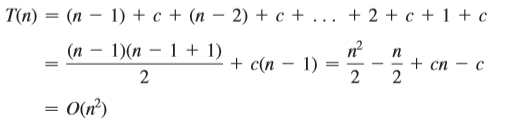 T(n) = (n − 1) + c + (n − 2) + c + ... + 2 + c + 1 + c
= (n − 1)(n − 1 + 1)/2 + c(n − 1) = n²/2 − n/2 + cn − c
= O(n²)